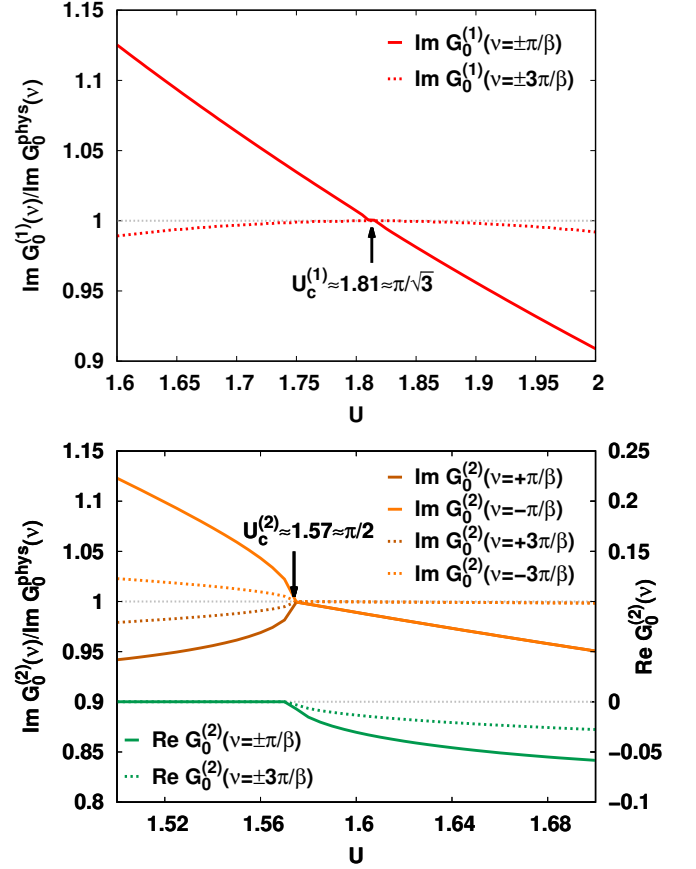 1.15
1.1
1.05
1
0.95
0.9
Im G₀⁽¹⁾(ν)/Im G₀ᵖʰʸˢ(ν)
Im G₀⁽¹⁾(ν=±π/β)
Im G₀⁽¹⁾(ν=±3π/β)
U_c⁽¹⁾≈1.81≈π/√3
1.6 1.65 1.7 1.75 1.8 1.85 1.9 1.95 2
U
1.15
1.1
1.05
1
0.95
0.9
0.85
0.8
Im G₀⁽²⁾(ν)/Im G₀ᵖʰʸˢ(ν)
Im G₀⁽²⁾(ν=+π/β)
Im G₀⁽²⁾(ν=−π/β)
Im G₀⁽²⁾(ν=+3π/β)
Im G₀⁽²⁾(ν=−3π/β)
U_c⁽²⁾≈1.57≈π/2
Re G₀⁽²⁾(ν=±π/β)
Re G₀⁽²⁾(ν=±3π/β)
0.25
0.2
0.15
0.1
0.05
0
−0.05
−0.1
Re G₀⁽²⁾(ν)
1.52 1.56 1.6 1.64 1.68
U